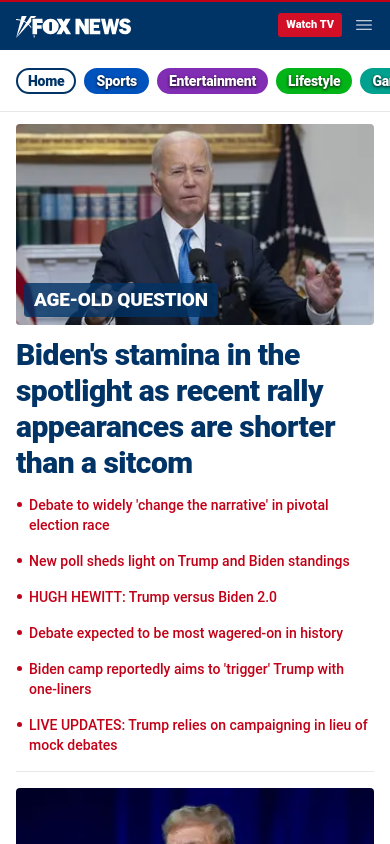 FOX NEWS
Watch TV
Home
Sports
Entertainment
Lifestyle
Ga
AGE-OLD QUESTION
Biden's stamina in the
spotlight as recent rally
appearances are shorter
than a sitcom
Debate to widely 'change the narrative' in pivotal
election race
New poll sheds light on Trump and Biden standings
HUGH HEWITT: Trump versus Biden 2.0
Debate expected to be most wagered-on in history
Biden camp reportedly aims to 'trigger' Trump with
one-liners
LIVE UPDATES: Trump relies on campaigning in lieu of
mock debates